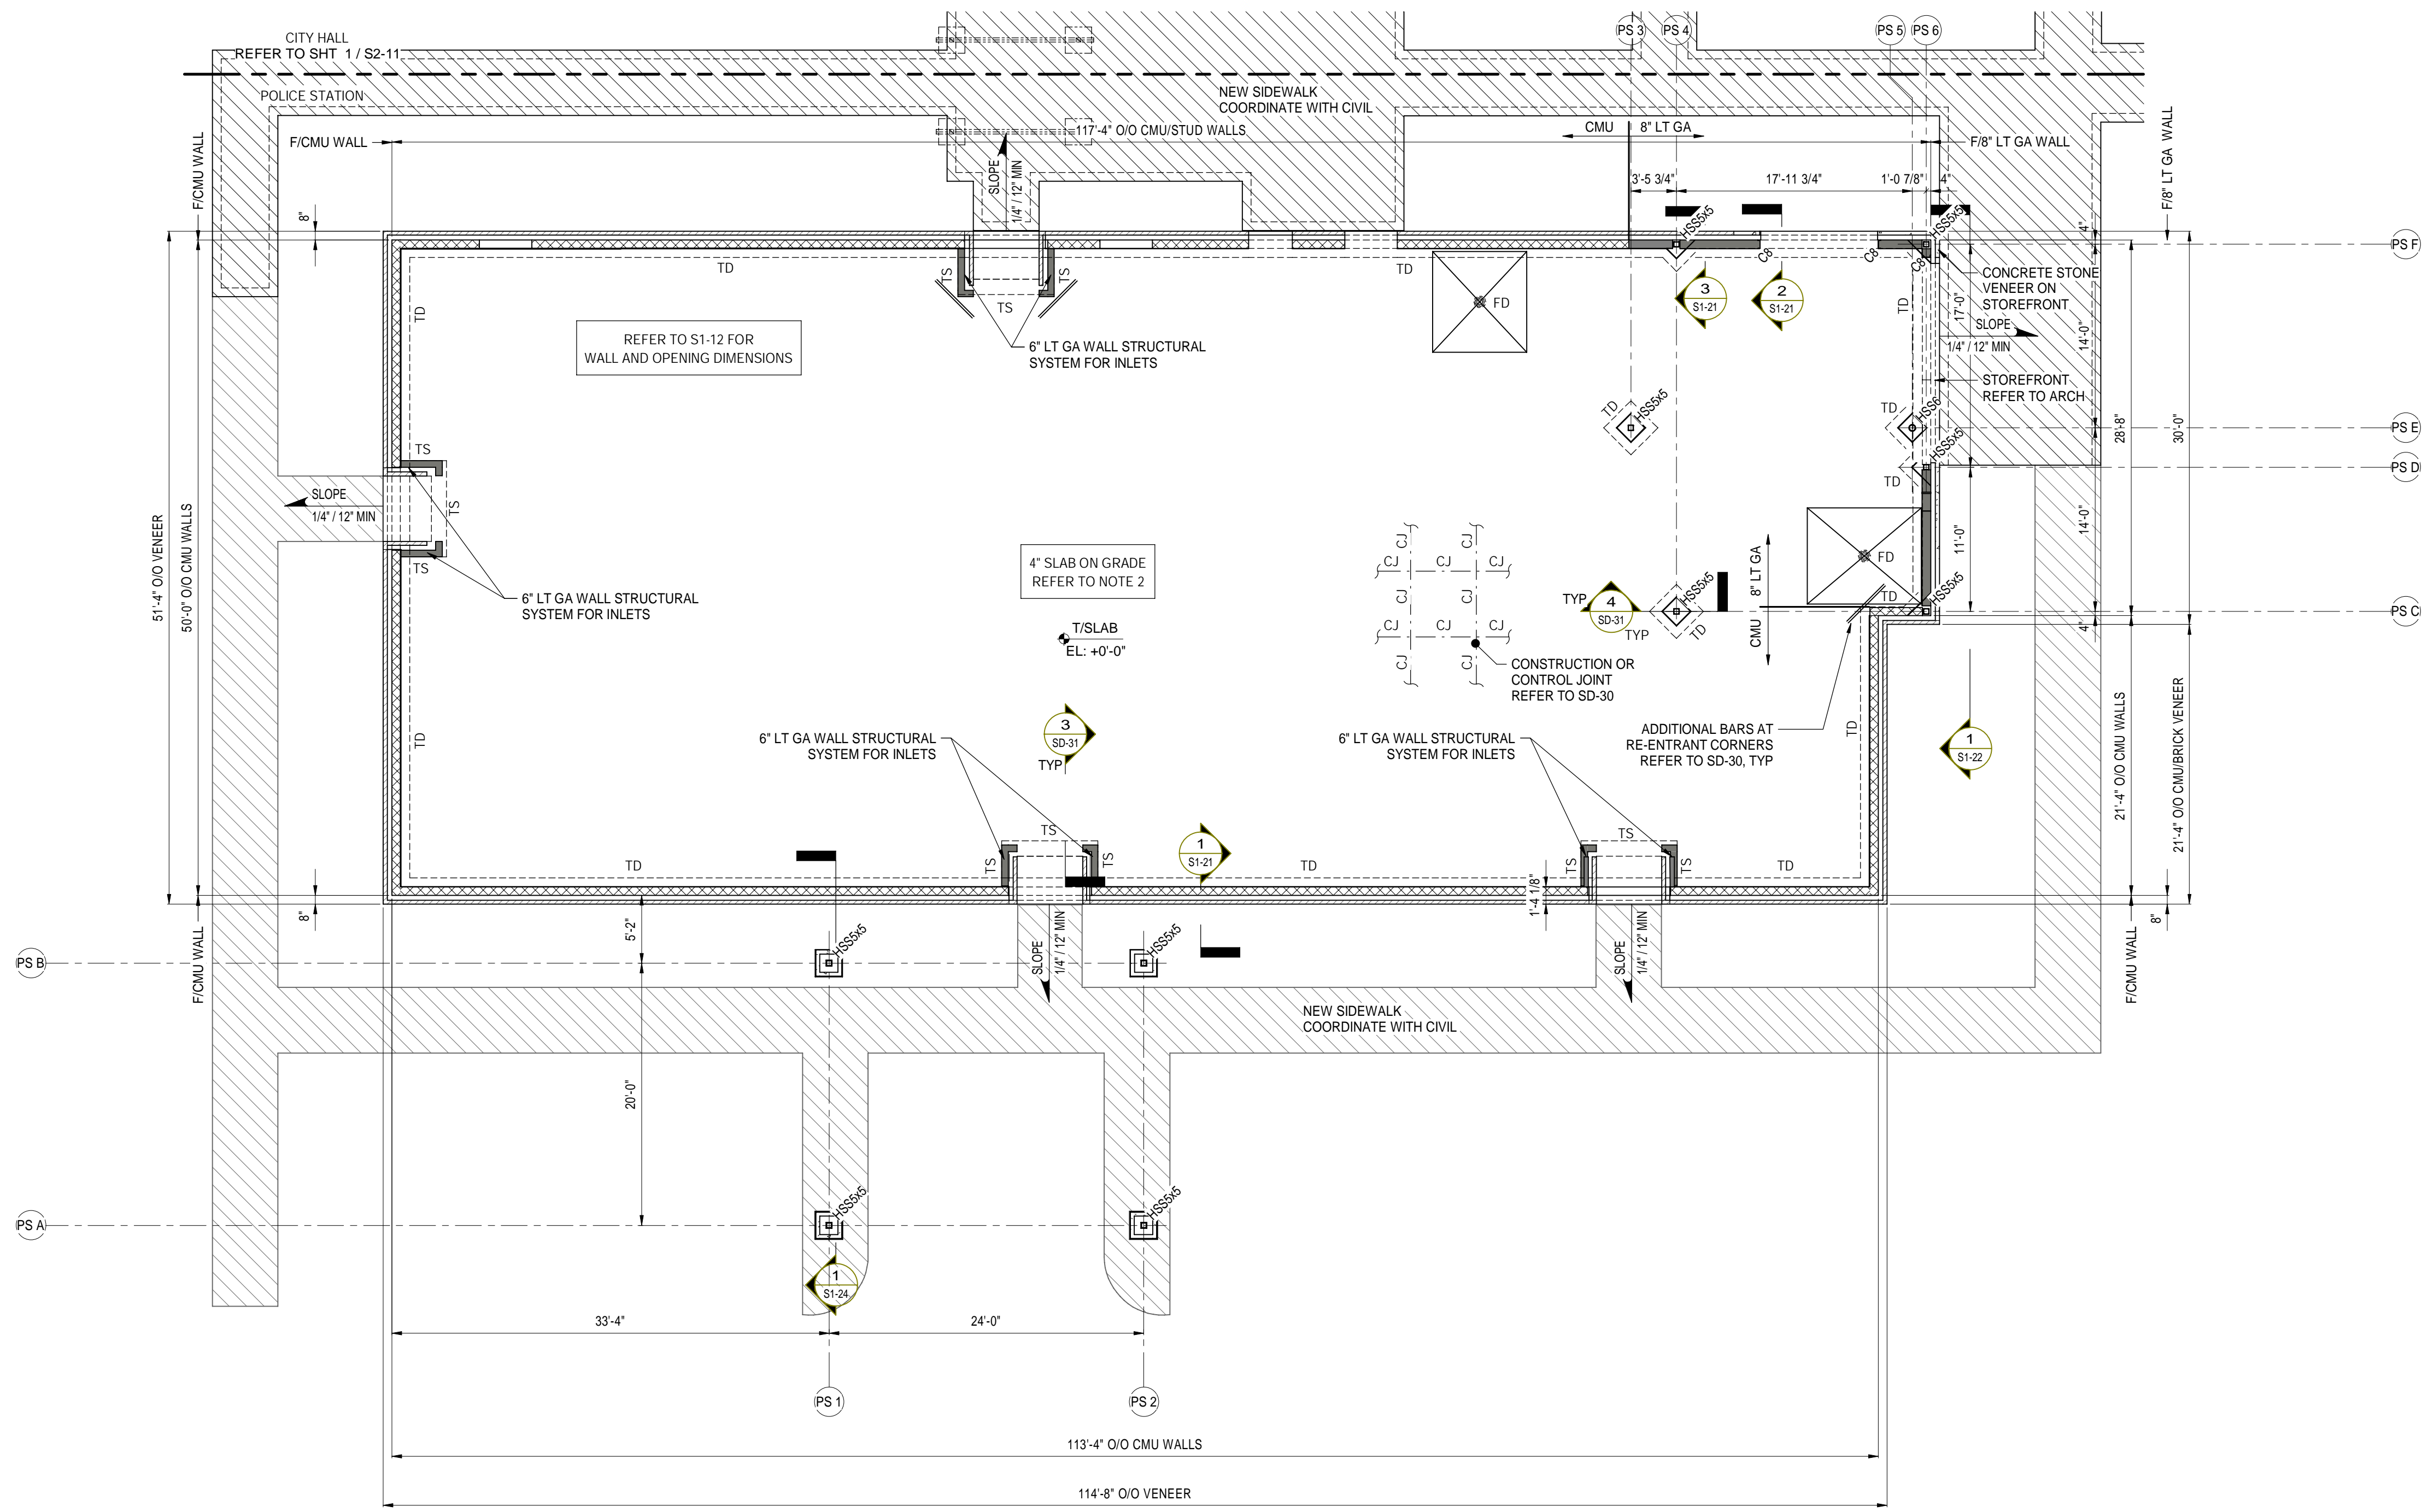 CITY HALL
REFER TO SHT 1 / S2-11
POLICE STATION
NEW SIDEWALK
COORDINATE WITH CIVIL
PS 3
PS 4
PS 5
PS 6
F/CMU WALL
F/CMU WALL
117'-4" O/O CMU/STUD WALLS
CMU
8" LT GA
F/8" LT GA WALL
F/8" LT GA WALL
8"
SLOPE
1/4" / 12" MIN
3'-5 3/4"
17'-11 3/4"
1'-0 7/8"
4"
HSS5x5
HSS5x5
4"
PS F
TD
TS
TS
TS
TD
C8
C8
C8
CONCRETE STONE
VENEER ON
STOREFRONT
TD
REFER TO S1-12 FOR
WALL AND OPENING DIMENSIONS
6" LT GA WALL STRUCTURAL
SYSTEM FOR INLETS
FD
3
S1-21
2
S1-21
TD
17'-0"
SLOPE
1/4" / 12" MIN
14'-0"
STOREFRONT
REFER TO ARCH
TD
HSS5x5
TD
HSS6
28'-8"
30'-0"
PS E
HSS5x5
TD
PS D
TS
TS
TS
SLOPE
1/4" / 12" MIN
51'-4" O/O VENEER
50'-0" O/O CMU WALLS
6" LT GA WALL STRUCTURAL
SYSTEM FOR INLETS
4" SLAB ON GRADE
REFER TO NOTE 2
T/SLAB
EL: +0'-0"
CJ
CJ
CJ
CJ
CJ
CJ
CJ
CJ
CJ
CJ
CJ
CJ
CONSTRUCTION OR
CONTROL JOINT
REFER TO SD-30
TYP
4
SD-31
TYP
HSS5x5
TD
8" LT GA
CMU
FD
TD
HSS5x5
11'-0"
14'-0"
4"
PS C
TD
3
SD-31
TYP
6" LT GA WALL STRUCTURAL
SYSTEM FOR INLETS
6" LT GA WALL STRUCTURAL
SYSTEM FOR INLETS
ADDITIONAL BARS AT
RE-ENTRANT CORNERS
REFER TO SD-30, TYP
TD
1
S1-22
21'-4" O/O CMU WALLS
21'-4" O/O CMU/BRICK VENEER
TD
TS
TS
TS
1
S1-21
TD
TS
TS
TS
TD
1'-4 1/8"
8"
F/CMU WALL
5'-2"
HSS5x5
HSS5x5
SLOPE
1/4" / 12" MIN
SLOPE
1/4" / 12" MIN
8"
F/CMU WALL
PS B
NEW SIDEWALK
COORDINATE WITH CIVIL
20'-0"
HSS5x5
HSS5x5
PS A
1
S1-24
33'-4"
24'-0"
PS 1
PS 2
113'-4" O/O CMU WALLS
114'-8" O/O VENEER